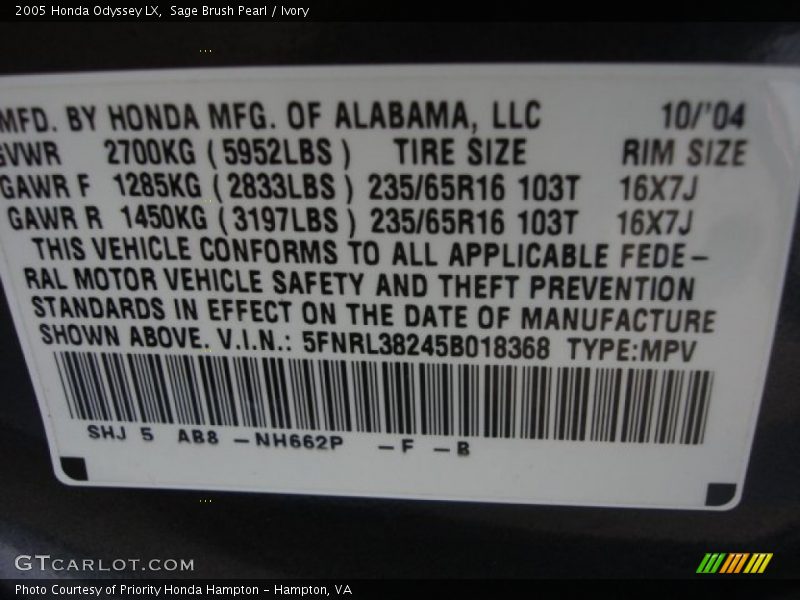 2005 Honda Odyssey LX, Sage Brush Pearl / Ivory
MFD. BY HONDA MFG. OF ALABAMA, LLC 10/'04
GVWR 2700KG (5952LBS) TIRE SIZE RIM SIZE
GAWR F 1285KG (2833LBS) 235/65R16 103T 16X7J
GAWR R 1450KG (3197LBS) 235/65R16 103T 16X7J
THIS VEHICLE CONFORMS TO ALL APPLICABLE FEDE-
RAL MOTOR VEHICLE SAFETY AND THEFT PREVENTION
STANDARDS IN EFFECT ON THE DATE OF MANUFACTURE
SHOWN ABOVE. V.I.N.: 5FNRL38245B018368 TYPE:MPV
SHJ 5 AB8 -NH662P -F -B
GTCARLOT.COM
Photo Courtesy of Priority Honda Hampton - Hampton, VA